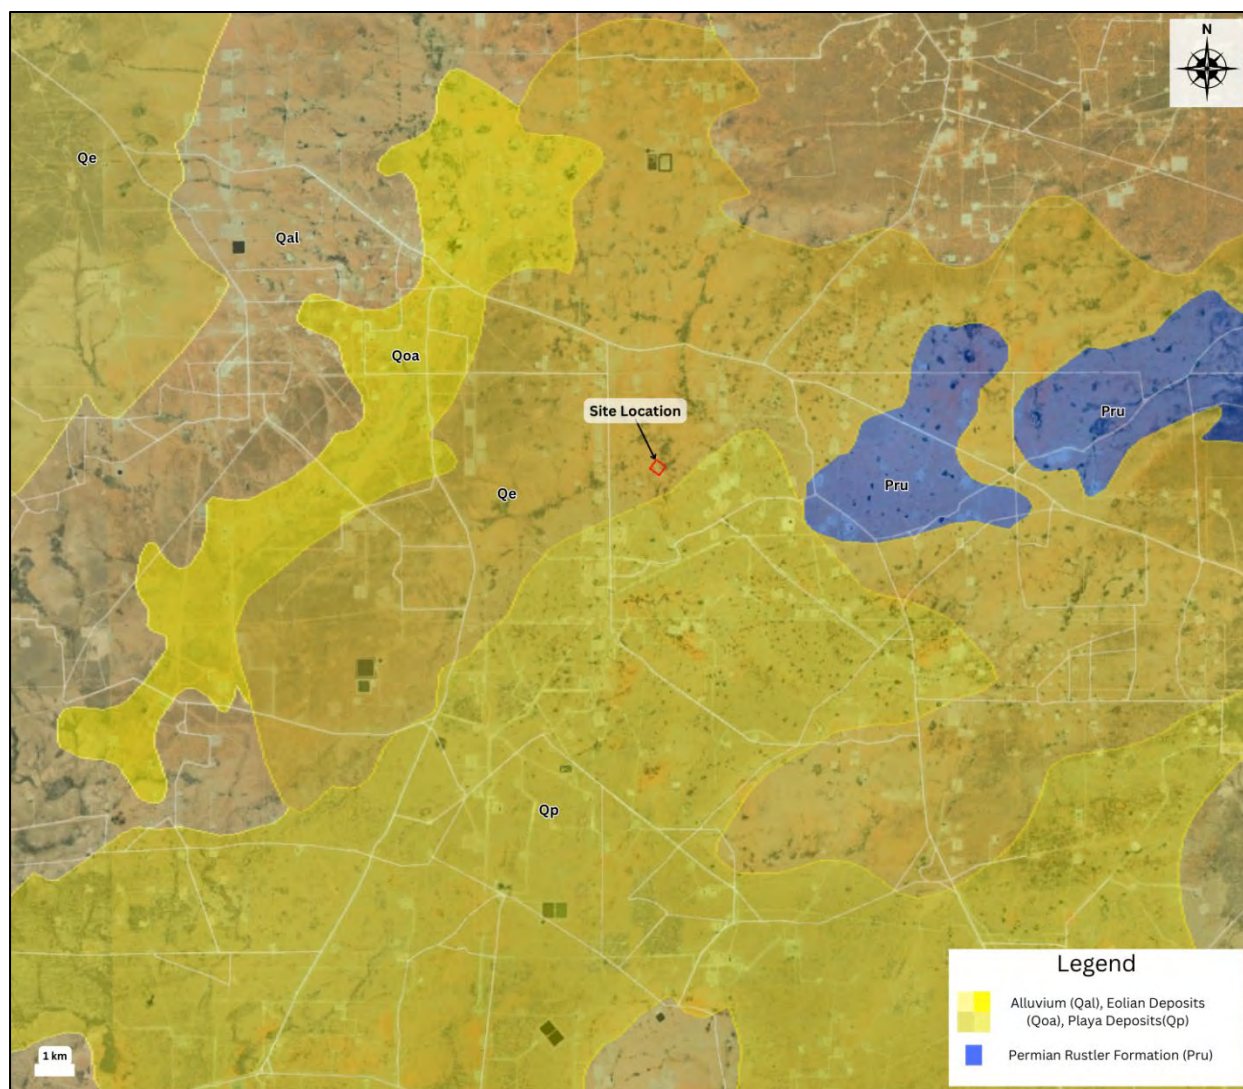 N
Qe
Qal
Qoa
Site Location
Pru
Pru
Qe
Qp
Legend
Alluvium (Qal), Eolian Deposits
(Qoa), Playa Deposits(Qp)
Permian Rustler Formation (Pru)
1 km